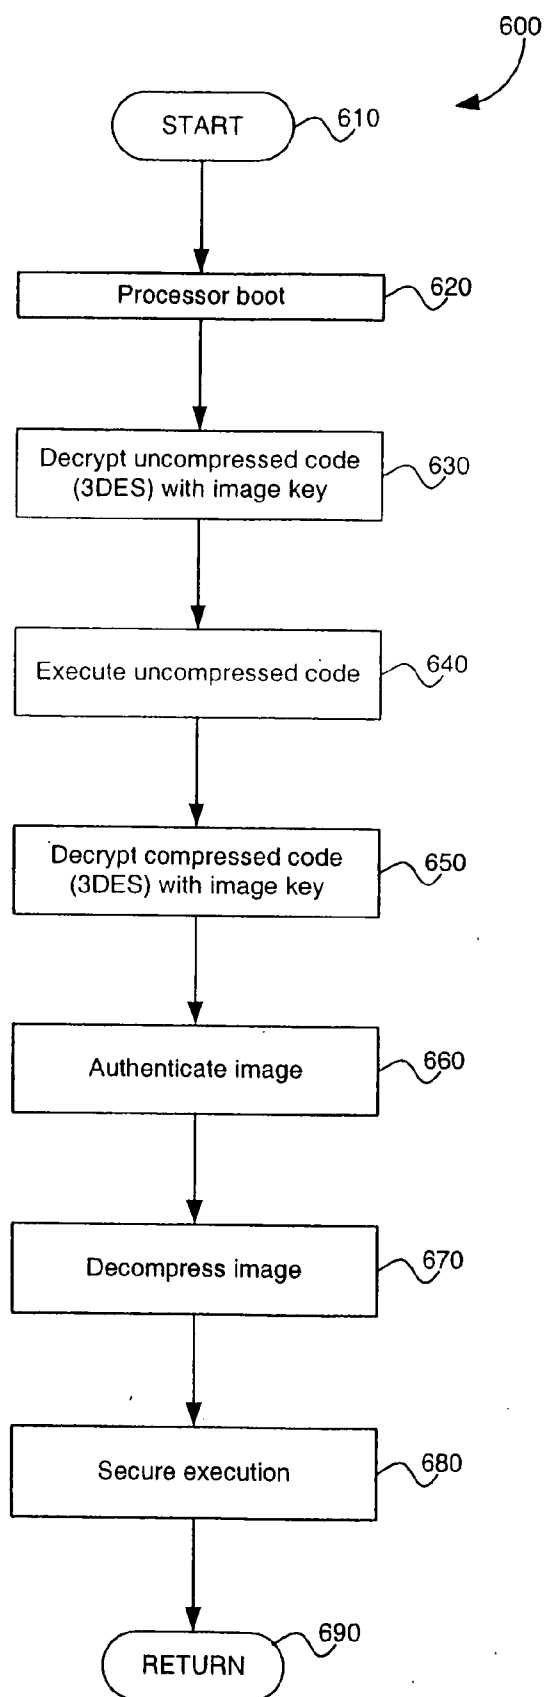 600
START
610
Processor boot
620
Decrypt uncompressed code
(3DES) with image key
630
Execute uncompressed code
640
Decrypt compressed code
(3DES) with image key
650
Authenticate image
660
Decompress image
670
Secure execution
680
RETURN
690